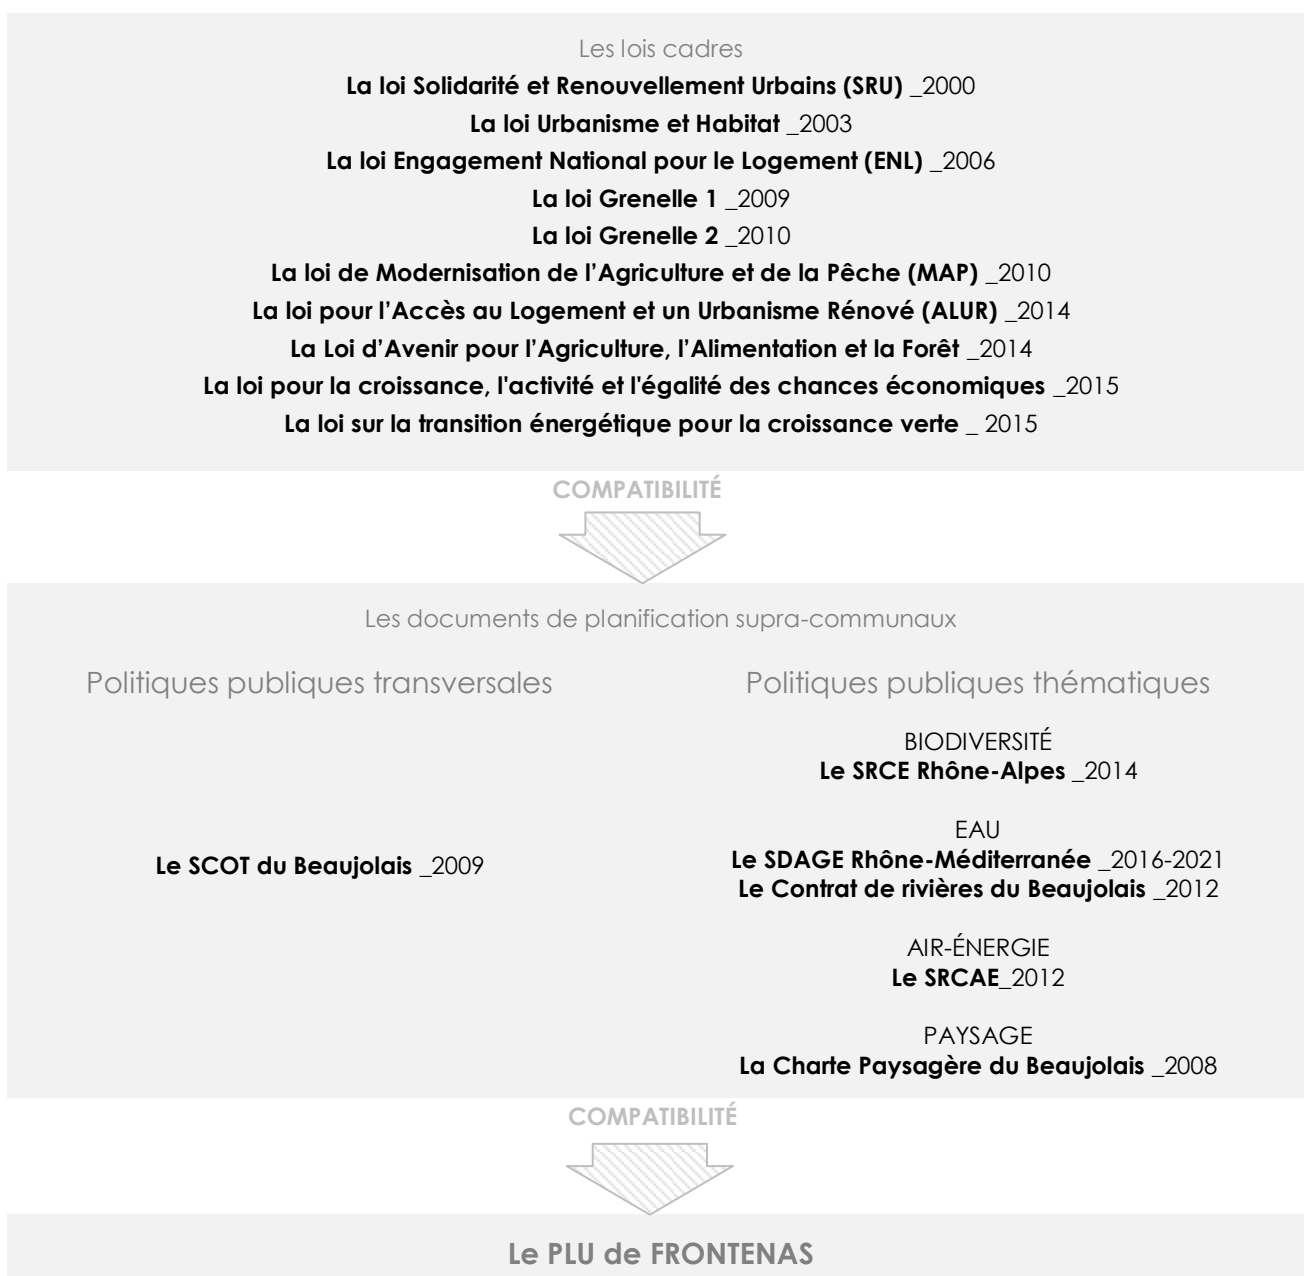 Les lois cadres
La loi Solidarité et Renouvellement Urbains (SRU) _2000
La loi Urbanisme et Habitat _2003
La loi Engagement National pour le Logement (ENL) _2006
La loi Grenelle 1 _2009
La loi Grenelle 2 _2010
La loi de Modernisation de l’Agriculture et de la Pêche (MAP) _2010
La loi pour l’Accès au Logement et un Urbanisme Rénové (ALUR) _2014
La Loi d’Avenir pour l’Agriculture, l’Alimentation et la Forêt _2014
La loi pour la croissance, l'activité et l'égalité des chances économiques _2015
La loi sur la transition énergétique pour la croissance verte _ 2015
COMPATIBILITÉ
Les documents de planification supra-communaux
Politiques publiques transversales
Le SCOT du Beaujolais _2009
Politiques publiques thématiques
BIODIVERSITÉ
Le SRCE Rhône-Alpes _2014
EAU
Le SDAGE Rhône-Méditerranée _2016-2021
Le Contrat de rivières du Beaujolais _2012
AIR-ÉNERGIE
Le SRCAE_2012
PAYSAGE
La Charte Paysagère du Beaujolais _2008
COMPATIBILITÉ
Le PLU de FRONTENAS